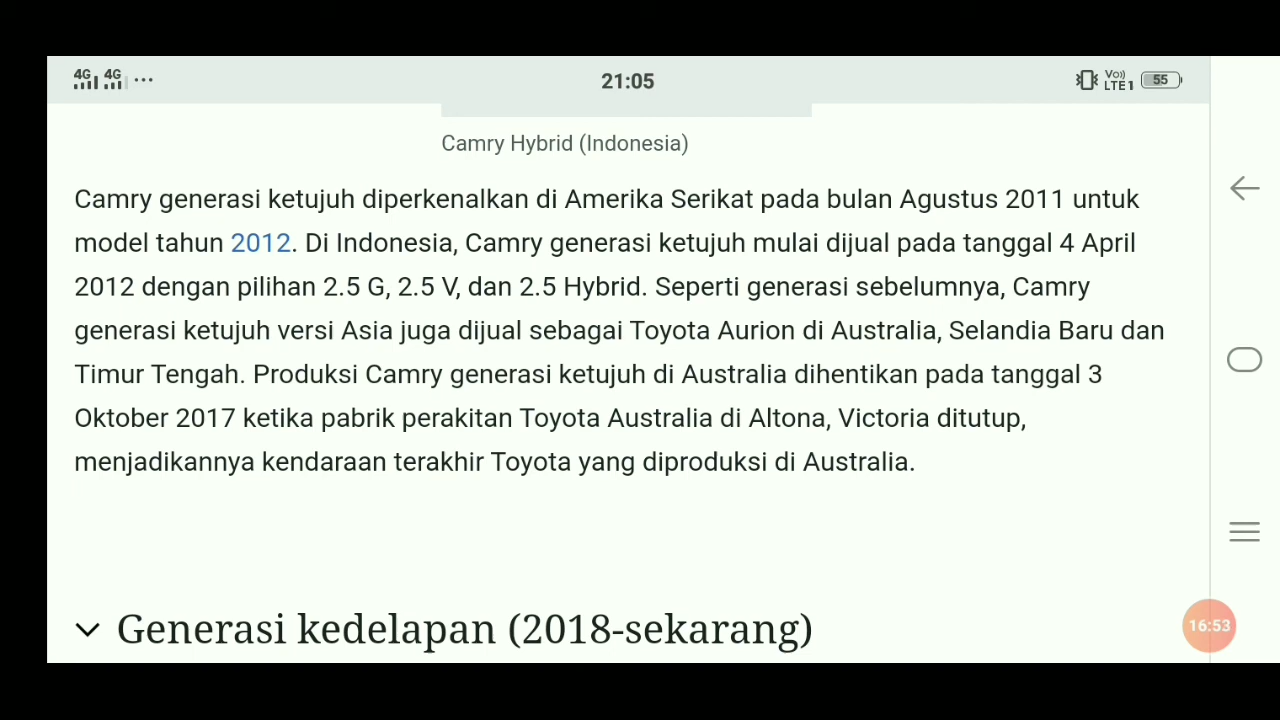 4G 4G ... 21:05 Vo)) LTE 1 55
Camry Hybrid (Indonesia)
Camry generasi ketujuh diperkenalkan di Amerika Serikat pada bulan Agustus 2011 untuk
model tahun 2012. Di Indonesia, Camry generasi ketujuh mulai dijual pada tanggal 4 April
2012 dengan pilihan 2.5 G, 2.5 V, dan 2.5 Hybrid. Seperti generasi sebelumnya, Camry
generasi ketujuh versi Asia juga dijual sebagai Toyota Aurion di Australia, Selandia Baru dan
Timur Tengah. Produksi Camry generasi ketujuh di Australia dihentikan pada tanggal 3
Oktober 2017 ketika pabrik perakitan Toyota Australia di Altona, Victoria ditutup,
menjadikannya kendaraan terakhir Toyota yang diproduksi di Australia.
Generasi kedelapan (2018-sekarang)
16:53